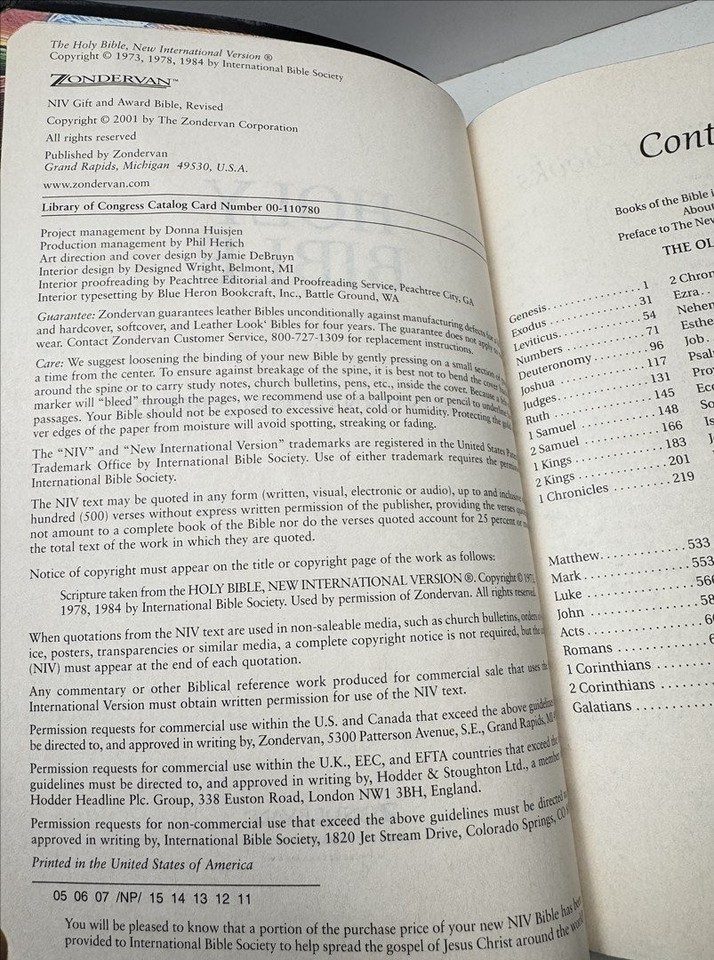 The Holy Bible, New International Version ®
Copyright © 1973, 1978, 1984 by International Bible Society
ZONDERVAN™
NIV Gift and Award Bible, Revised
Copyright © 2001 by The Zondervan Corporation
All rights reserved
Published by Zondervan
Grand Rapids, Michigan 49530, U.S.A.
www.zondervan.com
Library of Congress Catalog Card Number 00-110780
Project management by Donna Huisjen
Production management by Phil Herich
Art direction and cover design by Jamie DeBruyn
Interior design by Designed Wright, Belmont, MI
Interior proofreading by Peachtree Editorial and Proofreading Service, Peachtree City, GA
Interior typesetting by Blue Heron Bookcraft, Inc., Battle Ground, WA
Guarantee: Zondervan guarantees leather Bibles unconditionally against manufacturing defects for a
and hardcover, softcover, and Leather Look‘ Bibles for four years. The guarantee does not apply to
wear. Contact Zondervan Customer Service, 800-727-1309 for replacement instructions.
Care: We suggest loosening the binding of your new Bible by gently pressing on a small section of
a time from the center. To ensure against breakage of the spine, it is best not to bend the cover
around the spine or to carry study notes, church bulletins, pens, etc., inside the cover. Because a
marker will “bleed” through the pages, we recommend use of a ballpoint pen or pencil to underline
passages. Your Bible should not be exposed to excessive heat, cold or humidity. Protecting the
ver edges of the paper from moisture will avoid spotting, streaking or fading.
The “NIV” and “New International Version” trademarks are registered in the United States
Trademark Office by International Bible Society. Use of either trademark requires the
International Bible Society.
The NIV text may be quoted in any form (written, visual, electronic or audio), up to and inclusive
hundred (500) verses without express written permission of the publisher, providing the verses
not amount to a complete book of the Bible nor do the verses quoted account for 25 percent
the total text of the work in which they are quoted.
Notice of copyright must appear on the title or copyright page of the work as follows:
Scripture taken from the HOLY BIBLE, NEW INTERNATIONAL VERSION ®. Copyright ©
1978, 1984 by International Bible Society. Used by permission of Zondervan. All rights reserved.
When quotations from the NIV text are used in non-saleable media, such as church bulletins, orders
ice, posters, transparencies or similar media, a complete copyright notice is not required, but the
(NIV) must appear at the end of each quotation.
Any commentary or other Biblical reference work produced for commercial sale that uses
International Version must obtain written permission for use of the NIV text.
Permission requests for commercial use within the U.S. and Canada that exceed the above
be directed to, and approved in writing by, Zondervan, 5300 Patterson Avenue, S.E., Grand Rapids,
Permission requests for commercial use within the U.K., EEC, and EFTA countries that exceed
guidelines must be directed to, and approved in writing by, Hodder & Stoughton Ltd., a member
Hodder Headline Plc. Group, 338 Euston Road, London NW1 3BH, England.
Permission requests for non-commercial use that exceed the above guidelines must be directed
approved in writing by, International Bible Society, 1820 Jet Stream Drive, Colorado Springs, CO
Printed in the United States of America
05 06 07 /NP/ 15 14 13 12 11
You will be pleased to know that a portion of the purchase price of your new NIV Bible has
provided to International Bible Society to help spread the gospel of Jesus Christ around the world
Cont
Books of the Bible i
About
Preface to The Nev
THE OL
Genesis . . . . . . . . . . . . . 1
Exodus . . . . . . . . . . . . . 31
Leviticus . . . . . . . . . . . . 54
Numbers . . . . . . . . . . . . 71
Deuteronomy . . . . . . . . . 96
Joshua . . . . . . . . . . . . . 117
Judges . . . . . . . . . . . . . 131
Ruth . . . . . . . . . . . . . . 145
1 Samuel . . . . . . . . . . . 148
2 Samuel . . . . . . . . . . . 166
1 Kings . . . . . . . . . . . . 183
2 Kings . . . . . . . . . . . . 201
1 Chronicles . . . . . . . . . 219
2 Chron
Ezra . .
Nehen
Esthe
Job .
Psal
Pro
Ecc
So
Is
J
Matthew . . . . . . . . . . . . 533
Mark . . . . . . . . . . . . . . 553
Luke . . . . . . . . . . . . . . 566
John . . . . . . . . . . . . . . 58
Acts . . . . . . . . . . . . . . 6
Romans . . . . . . . . . . . . 6
1 Corinthians . . . . . . . .
2 Corinthians . . . . . . . .
Galatians . . . . . . . . . . .